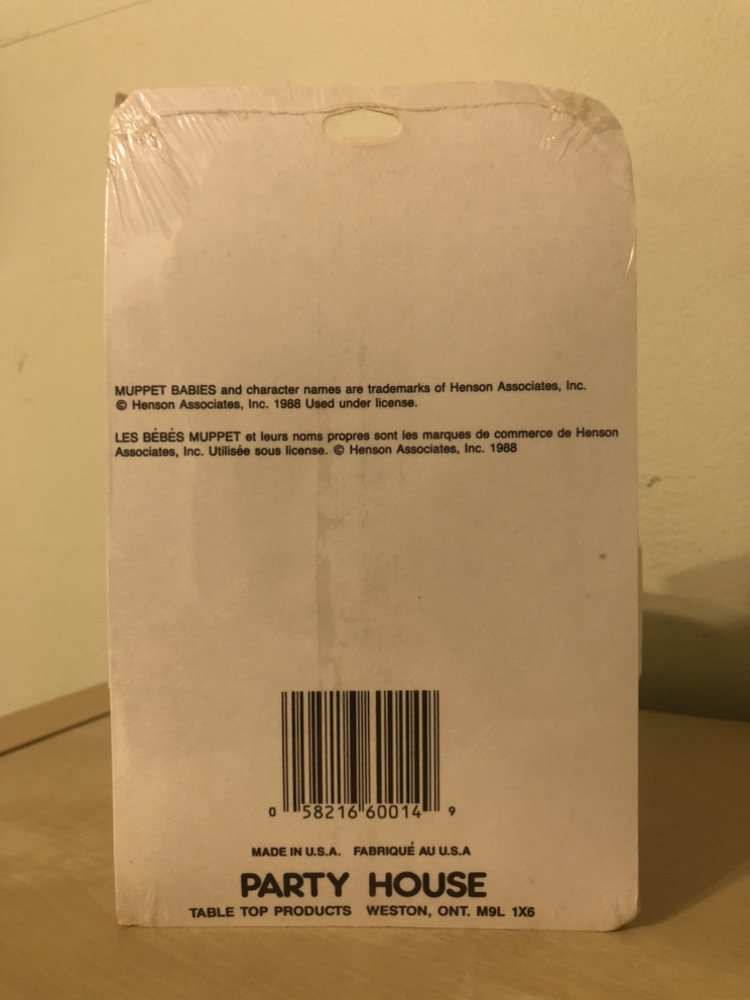 MUPPET BABIES and character names are trademarks of Henson Associates, Inc.
© Henson Associates, Inc. 1988 Used under license.
LES BÉBÉS MUPPET et leurs noms propres sont les marques de commerce de Henson
Associates, Inc. Utilisée sous license. © Henson Associates, Inc. 1988
0 58216 60014 9
MADE IN U.S.A. FABRIQUÉ AU U.S.A
PARTY HOUSE
TABLE TOP PRODUCTS WESTON, ONT. M9L 1X6